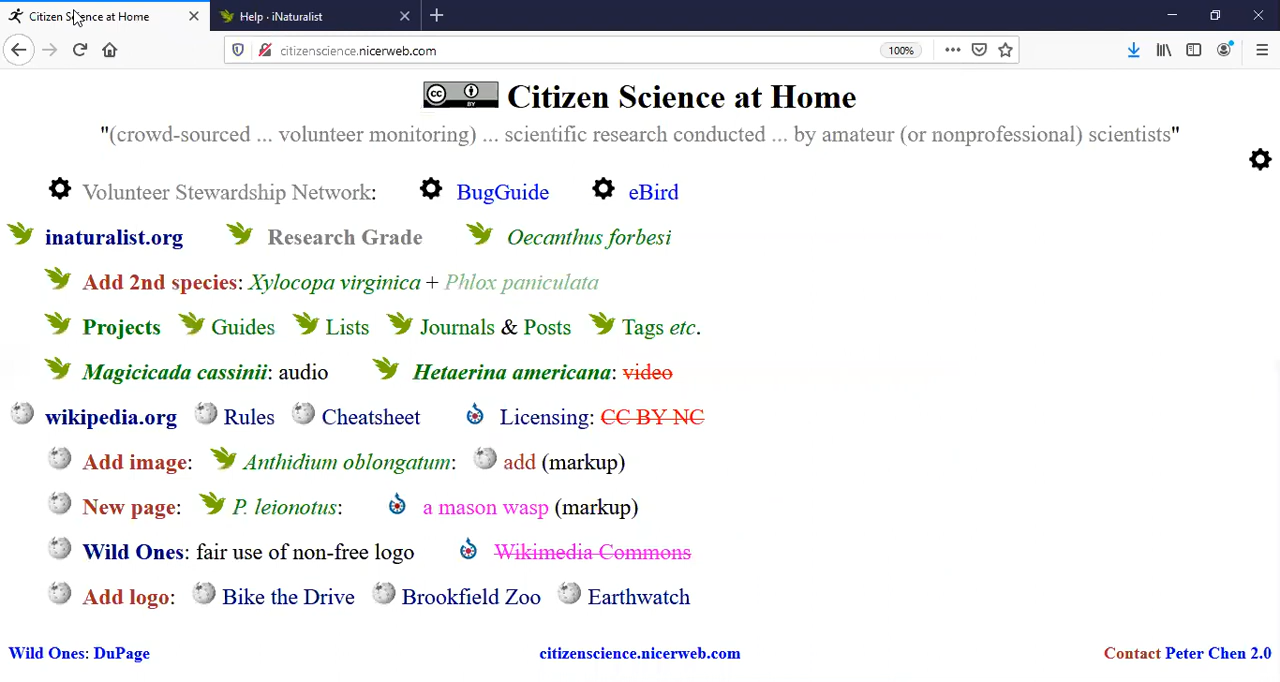 Citizen Science at Home
Help · iNaturalist
citizenscience.nicerweb.com
100%
CC BY Citizen Science at Home
"(crowd-sourced ... volunteer monitoring) ... scientific research conducted ... by amateur (or nonprofessional) scientists"
Volunteer Stewardship Network: BugGuide eBird
inaturalist.org Research Grade Oecanthus forbesi
Add 2nd species: Xylocopa virginica + Phlox paniculata
Projects Guides Lists Journals & Posts Tags etc.
Magicicada cassinii: audio Hetaerina americana: video
wikipedia.org Rules Cheatsheet Licensing: CC BY NC
Add image: Anthidium oblongatum: add (markup)
New page: P. leionotus: a mason wasp (markup)
Wild Ones: fair use of non-free logo Wikimedia Commons
Add logo: Bike the Drive Brookfield Zoo Earthwatch
Wild Ones: DuPage citizenscience.nicerweb.com Contact Peter Chen 2.0